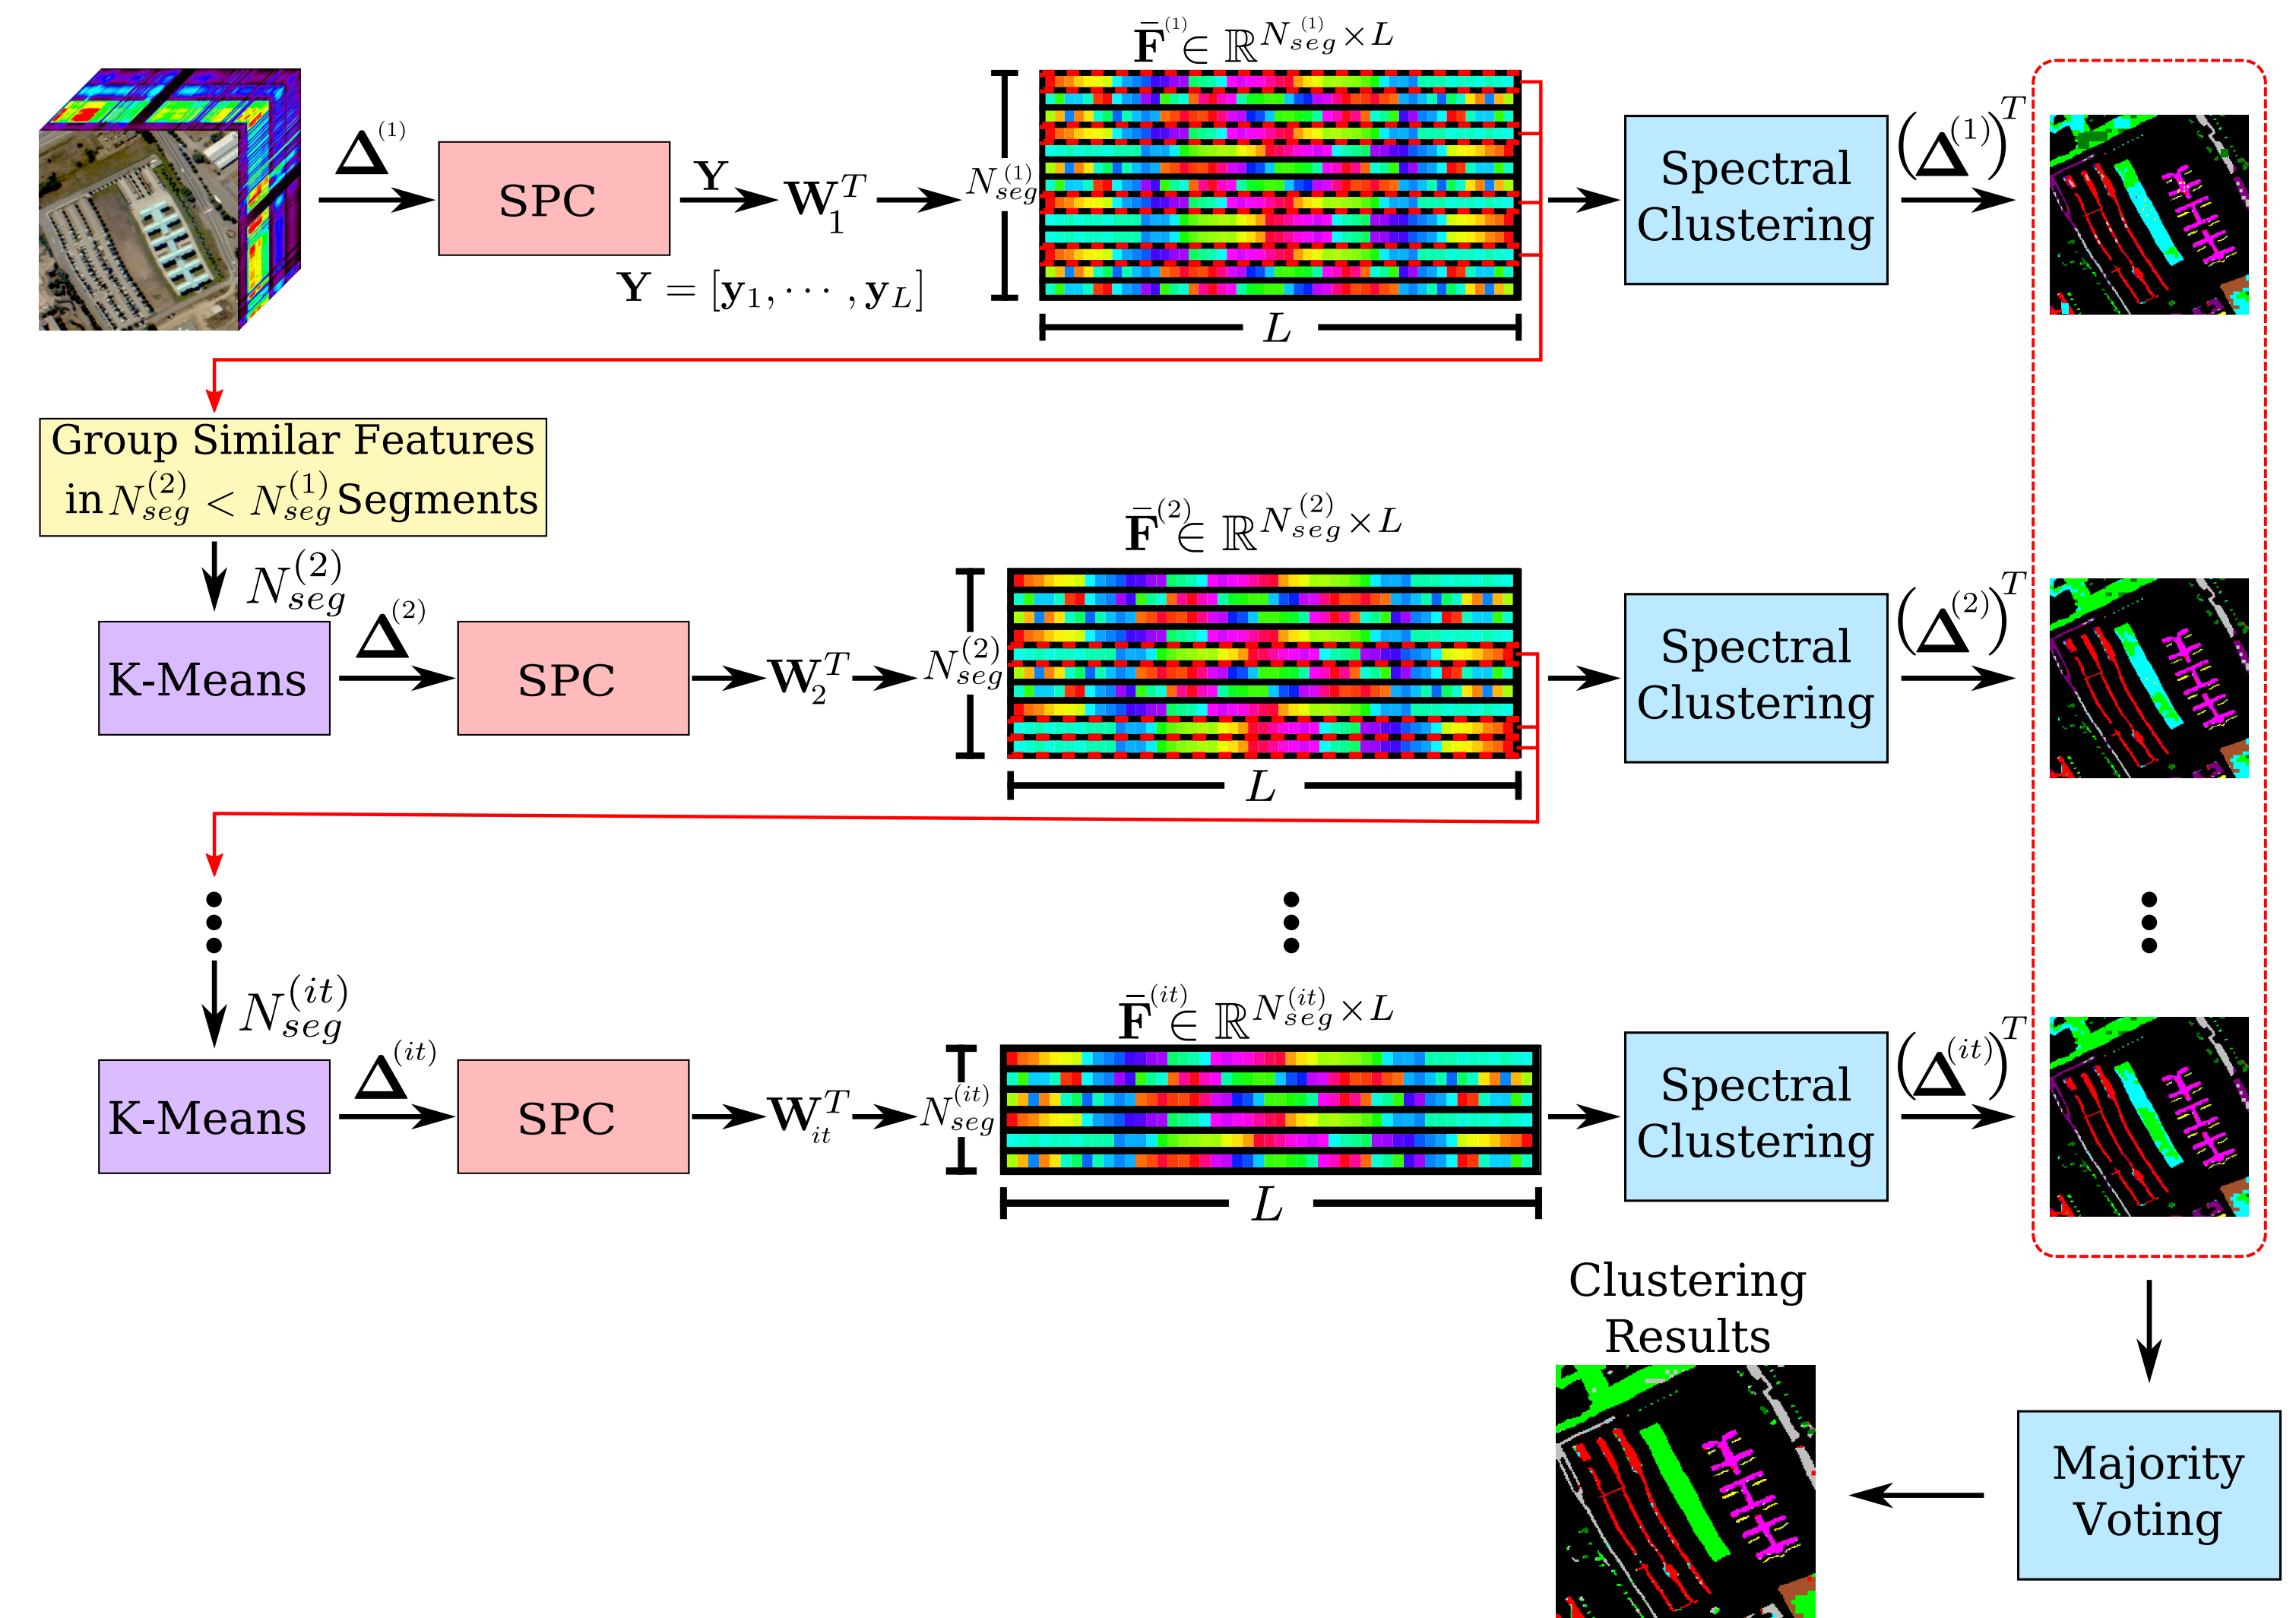 F̄^(1) ∈ ℝ^{N_seg^(1) × L}
Δ^(1)
SPC
Y
W_1^T
N_seg^(1)
Spectral
Clustering
(Δ^(1))^T
Y = [y_1, ⋯ , y_L]
L
Group Similar Features
in N_seg^(2) < N_seg^(1) Segments
F̄^(2) ∈ ℝ^{N_seg^(2) × L}
N_seg^(2)
K-Means
Δ^(2)
SPC
W_2^T
N_seg^(2)
Spectral
Clustering
(Δ^(2))^T
L
N_seg^(it)
F̄^(it) ∈ ℝ^{N_seg^(it) × L}
K-Means
Δ^(it)
SPC
W_it^T
N_seg^(it)
Spectral
Clustering
(Δ^(it))^T
L
Clustering
Results
Majority
Voting